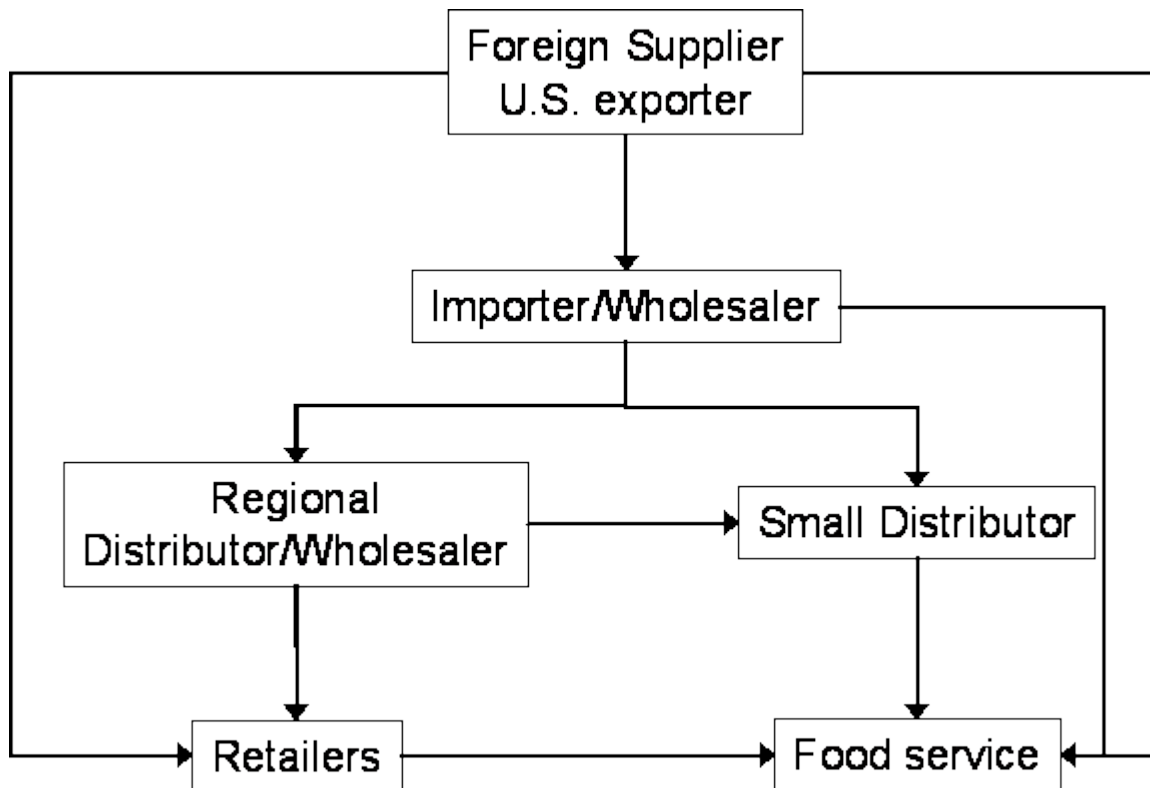 Foreign Supplier
U.S. exporter
Importer/Wholesaler
Regional
Distributor/Wholesaler
Small Distributor
Retailers
Food service